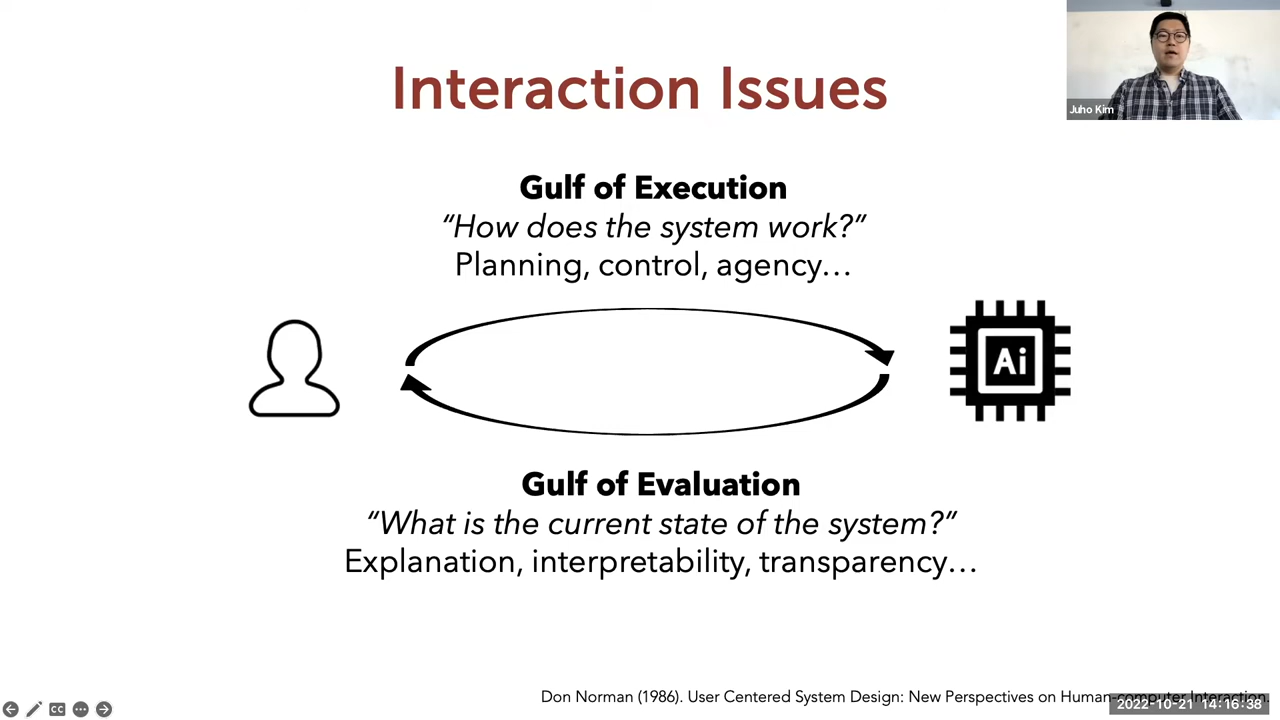 Interaction Issues
Juho Kim
Gulf of Execution
“How does the system work?”
Planning, control, agency…
Ai
Gulf of Evaluation
“What is the current state of the system?”
Explanation, interpretability, transparency…
Don Norman (1986). User Centered System Design: New Perspectives on Human-computer Interaction.
CC
2022-10-21 14:16:38